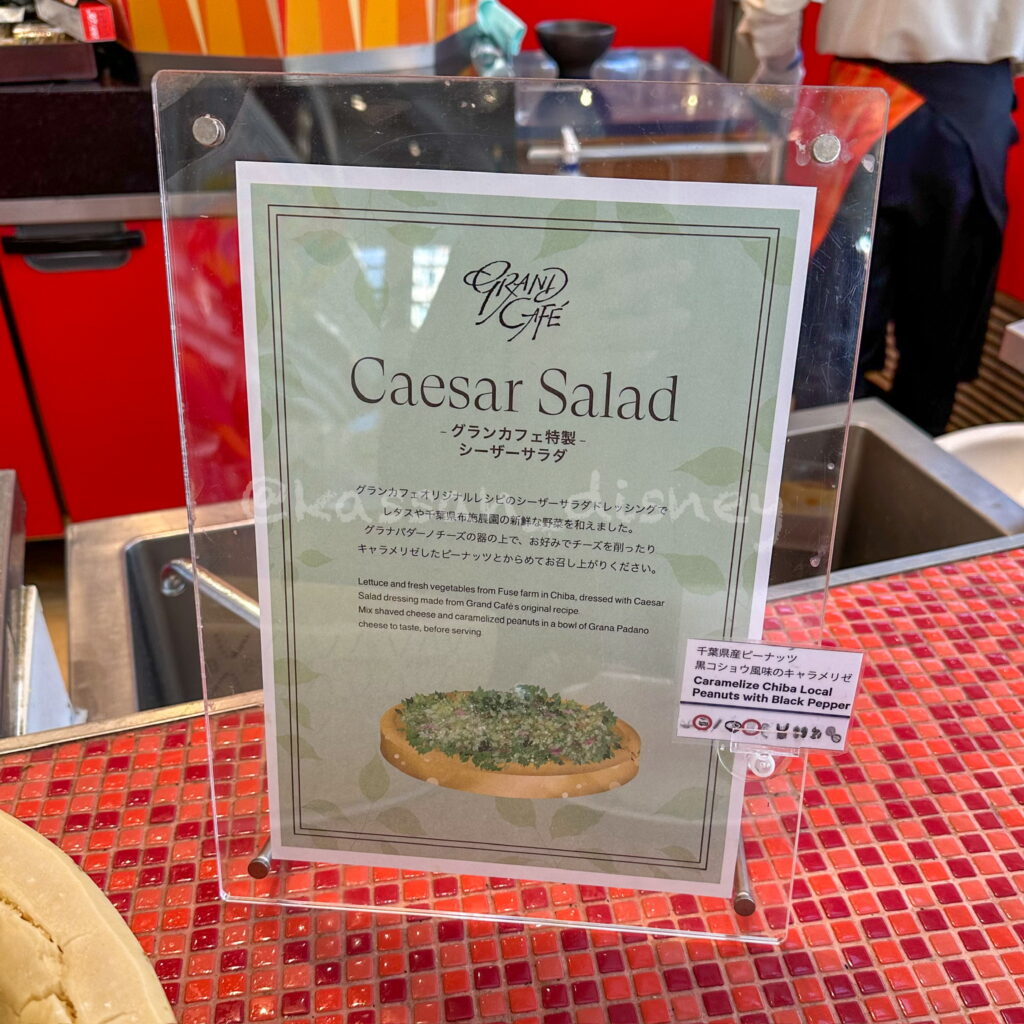 GRAND
CAFÉ
Caesar Salad
– グランカフェ特製 –
シーザーサラダ
グランカフェオリジナルレシピのシーザーサラダドレッシングで
レタスや千葉県布施農園の新鮮な野菜を和えました。
グラナパダーノチーズの器の上で、お好みでチーズを削ったり
キャラメリゼしたピーナッツとからめてお召し上がりください。
Lettuce and fresh vegetables from Fuse farm in Chiba, dressed with Caesar
Salad dressing made from Grand Café's original recipe.
Mix shaved cheese and caramelized peanuts in a bowl of Grana Padano
cheese to taste, before serving.
千葉県産ピーナッツ
黒コショウ風味のキャラメリゼ
Caramelize Chiba Local
Peanuts with Black Pepper